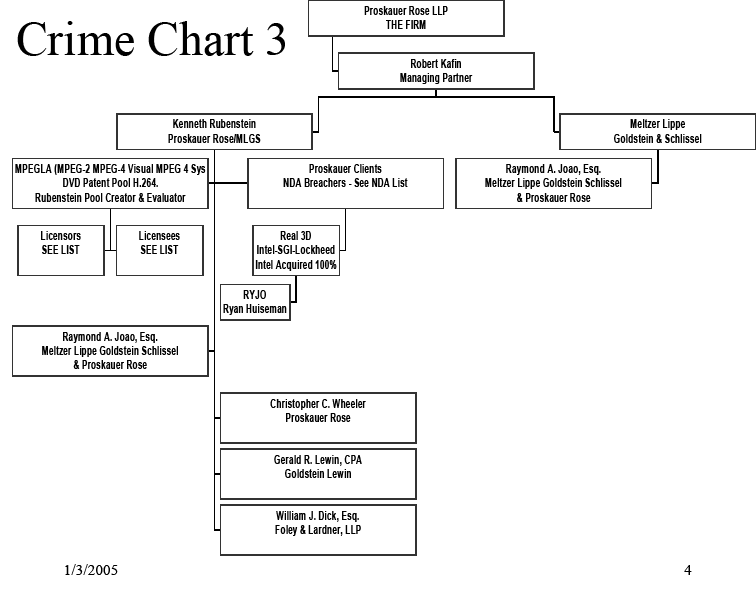 Crime Chart 3
Proskauer Rose LLP
THE FIRM
Robert Kafin
Managing Partner
Kenneth Rubenstein
Proskauer Rose/MLGS
Meltzer Lippe
Goldstein & Schlissel
MPEGLA (MPEG-2 MPEG-4 Visual MPEG 4 Sys
DVD Patent Pool H.264.
Rubenstein Pool Creator & Evaluator
Proskauer Clients
NDA Breachers - See NDA List
Raymond A. Joao, Esq.
Meltzer Lippe Goldstein Schlissel
& Proskauer Rose
Licensors
SEE LIST
Licensees
SEE LIST
Real 3D
Intel-SGI-Lockheed
Intel Acquired 100%
RYJO
Ryan Huiseman
Raymond A. Joao, Esq.
Meltzer Lippe Goldstein Schlissel
& Proskauer Rose
Christopher C. Wheeler
Proskauer Rose
Gerald R. Lewin, CPA
Goldstein Lewin
William J. Dick, Esq.
Foley & Lardner, LLP
1/3/2005
4